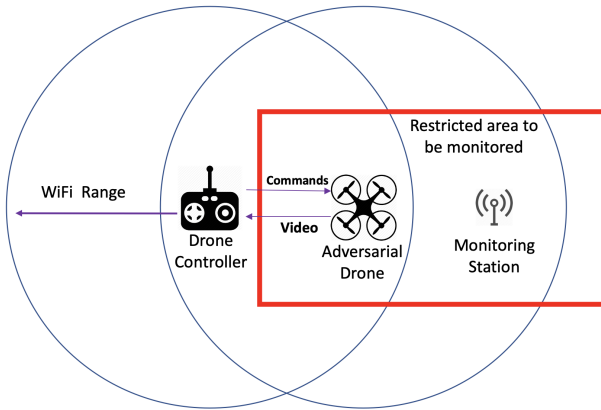 Restricted area to
be monitored
WiFi Range
Commands
Video
Drone
Controller
Adversarial
Drone
Monitoring
Station